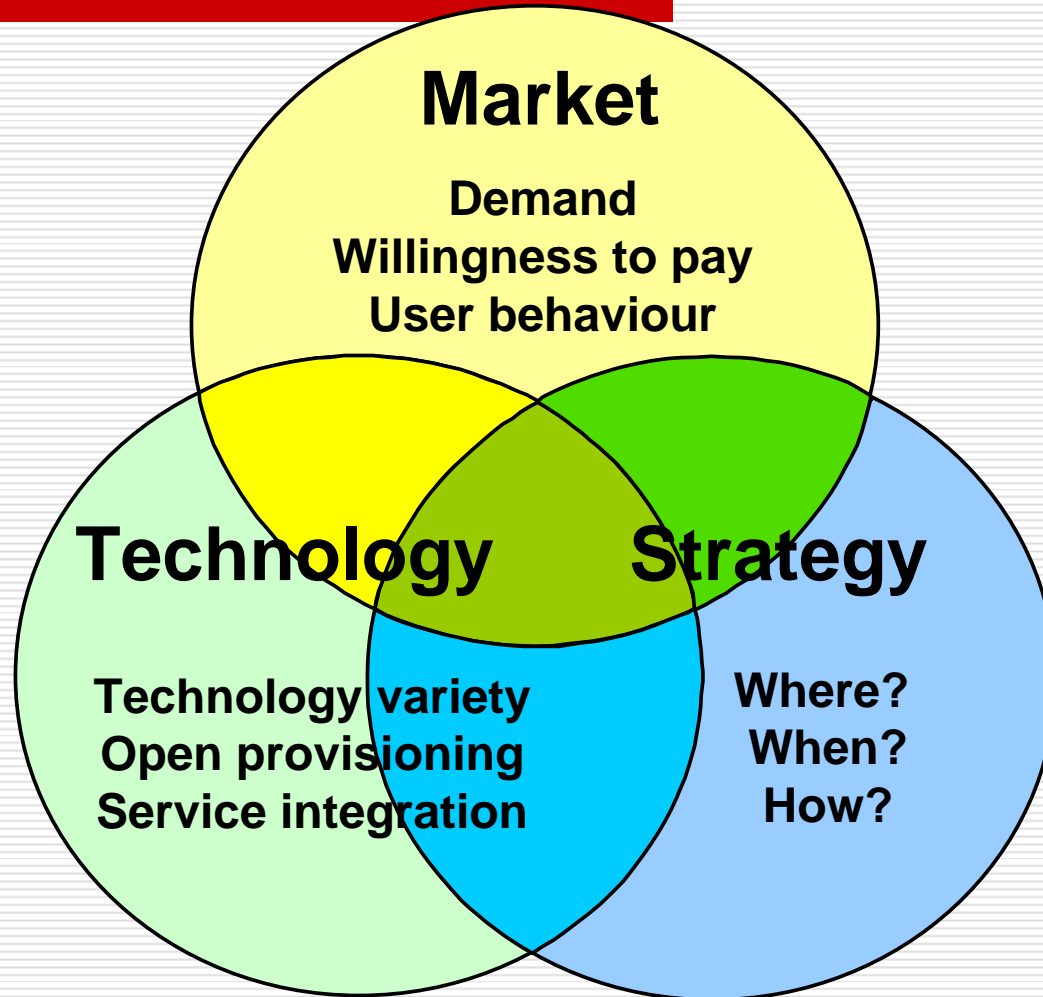 Market
Demand
Willingness to pay
User behaviour
Technology
Strategy
Technology variety
Open provisioning
Service integration
Where?
When?
How?